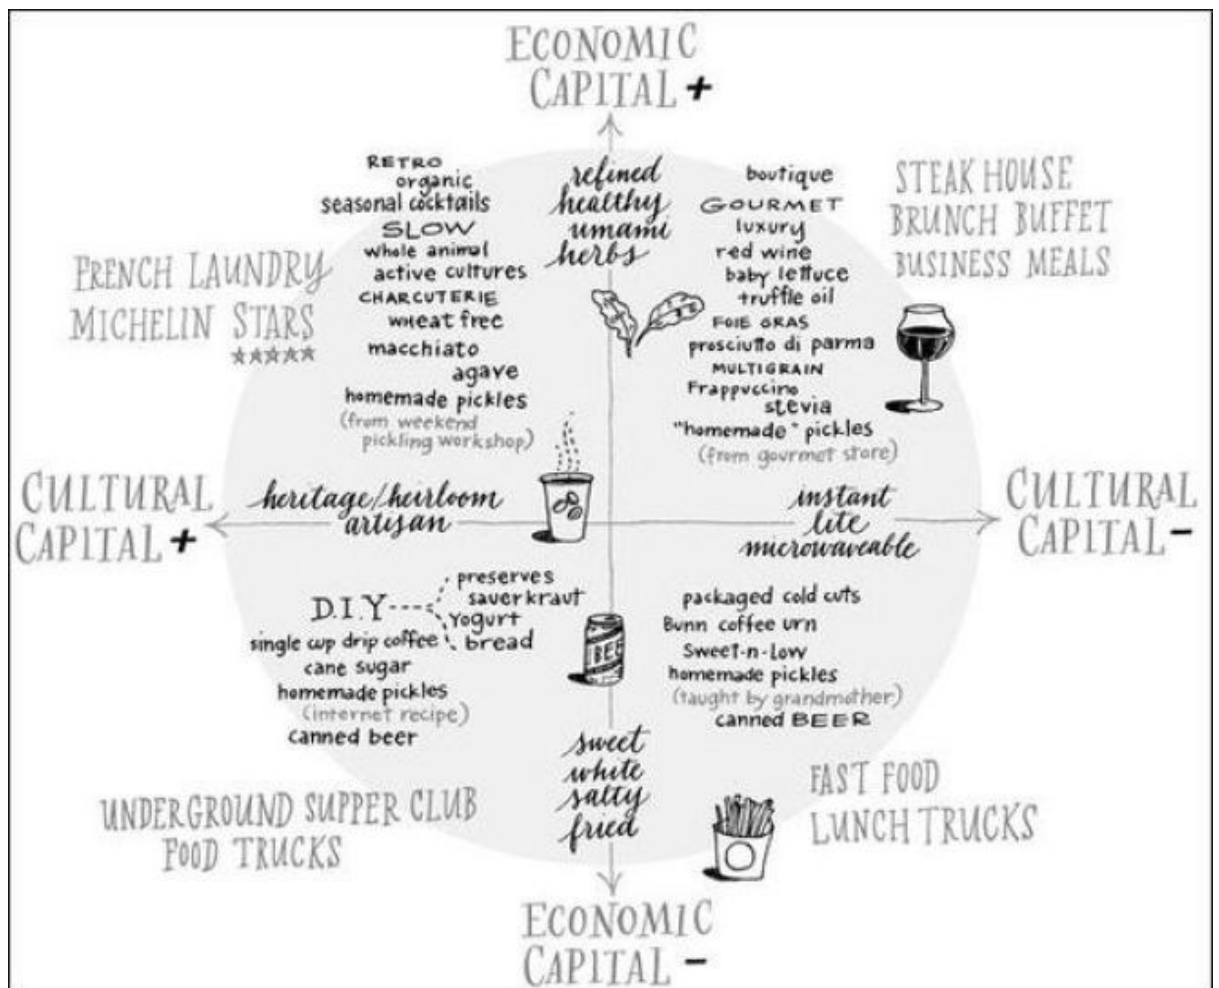 ECONOMIC
CAPITAL +
RETRO
organic
seasonal cocktails
SLOW
whole animal
active cultures
CHARCUTERIE
wheat free
macchiato
agave
homemade pickles
(from weekend
pickling workshop)
refined
healthy
umami
herbs
boutique
GOURMET
luxury
red wine
baby lettuce
truffle oil
FOIE GRAS
prosciutto di parma
MULTIGRAIN
Frappuccino
stevia
"homemade" pickles
(from gourmet store)
STEAK HOUSE
BRUNCH BUFFET
BUSINESS MEALS
FRENCH LAUNDRY
MICHELIN STARS
CULTURAL
CAPITAL +
heritage/heirloom
artisan
instant
lite
microwaveable
CULTURAL
CAPITAL -
D.I.Y
preserves
sauerkraut
yogurt
bread
single cup drip coffee
cane sugar
homemade pickles
(internet recipe)
canned beer
BEE
packaged cold cuts
Bunn coffee urn
Sweet-n-Low
homemade pickles
(taught by grandmother)
canned BEER
sweet
white
salty
fried
UNDERGROUND SUPPER CLUB
FOOD TRUCKS
FAST FOOD
LUNCH TRUCKS
ECONOMIC
CAPITAL -